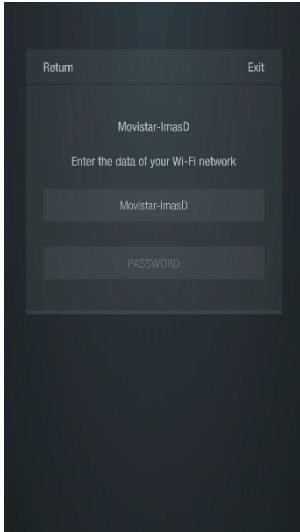 Return Exit
Movistar-ImasD
Enter the data of your Wi-Fi network
Movistar-ImasD
PASSWORD